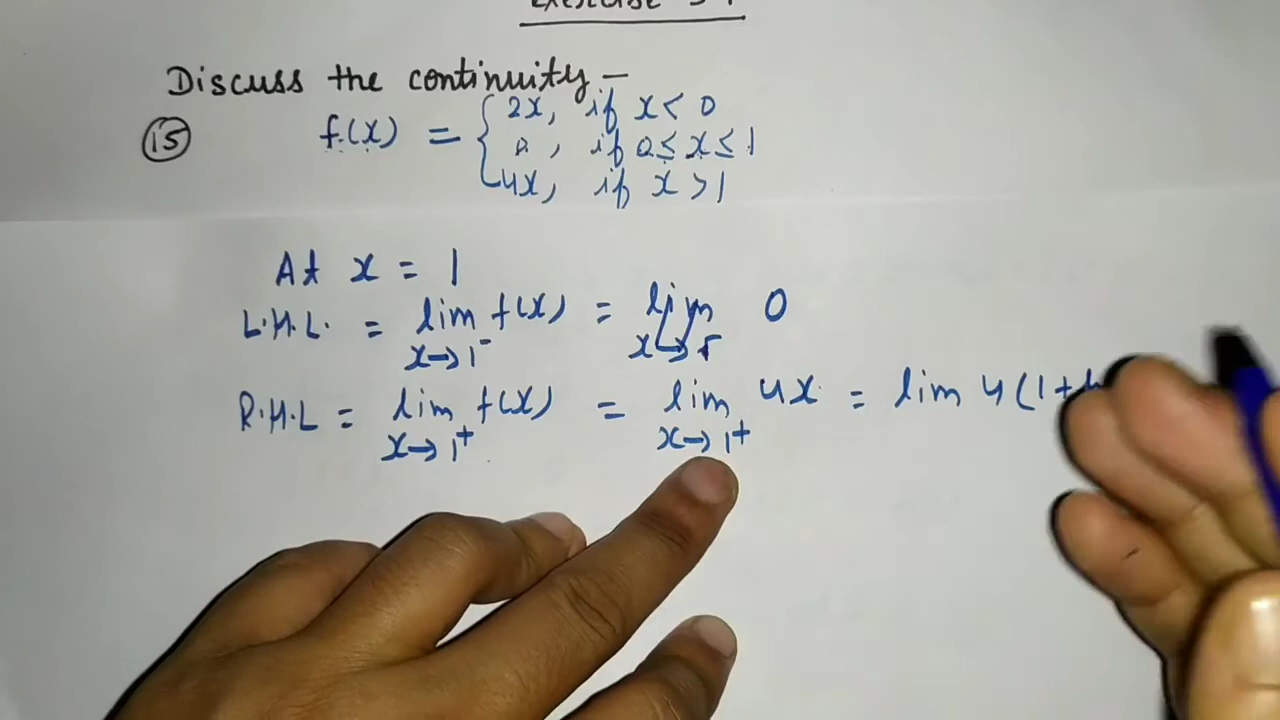 Discuss the continuity –
15 f(x) = { 2x, if x < 0
0, if 0 ≤ x ≤ 1
4x, if x > 1
At x = 1
L.H.L. = lim x→1⁻ f(x) = lim x→1⁻ 0
R.H.L = lim x→1⁺ f(x) = lim x→1⁺ 4x = lim 4(1+h